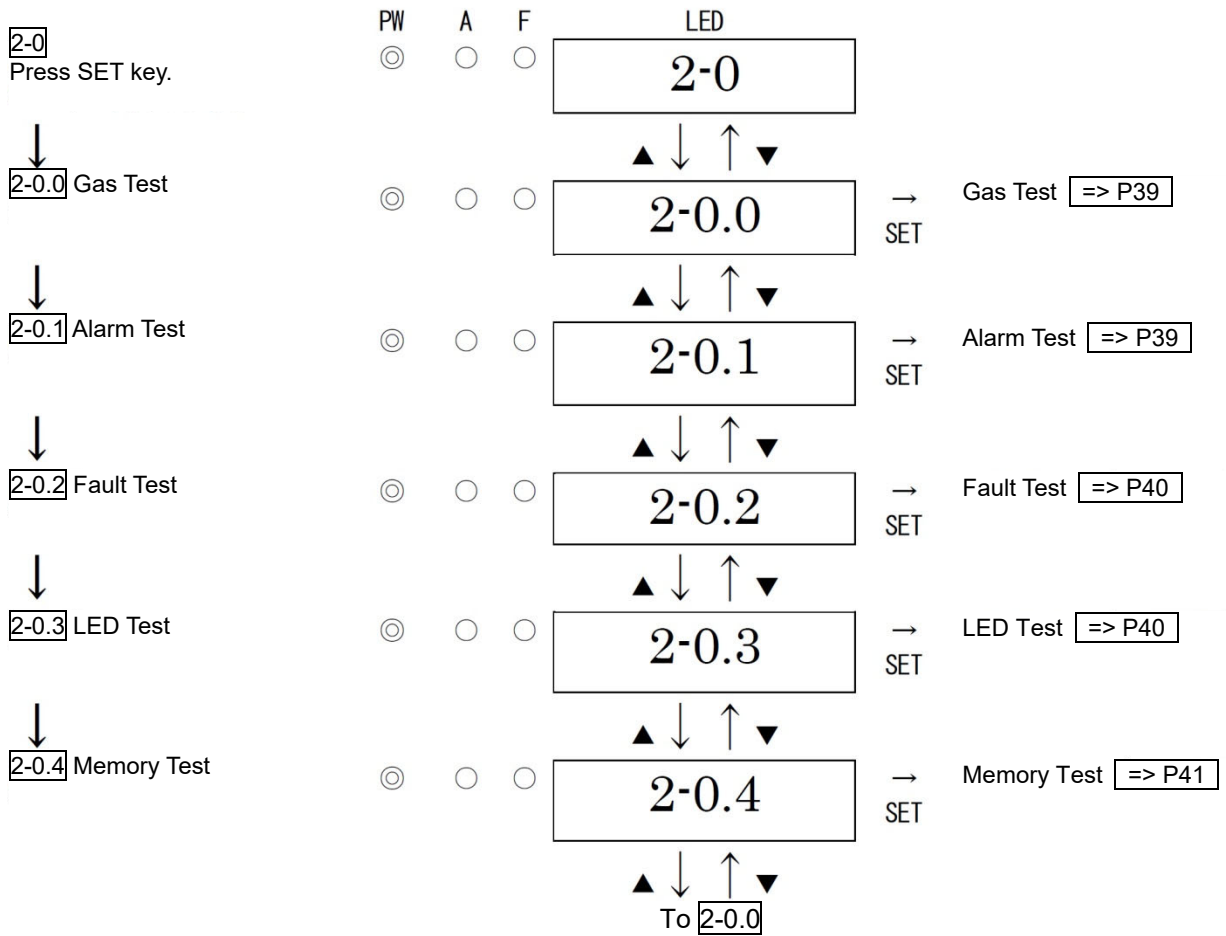 PW A F LED
2-0
Press SET key.
2-0
▲ ↓ ↑ ▼
↓
2-0.0 Gas Test
◎ ○ ○ 2-0.0 → SET Gas Test => P39
▲ ↓ ↑ ▼
↓
2-0.1 Alarm Test
◎ ○ ○ 2-0.1 → SET Alarm Test => P39
▲ ↓ ↑ ▼
↓
2-0.2 Fault Test
◎ ○ ○ 2-0.2 → SET Fault Test => P40
▲ ↓ ↑ ▼
↓
2-0.3 LED Test
◎ ○ ○ 2-0.3 → SET LED Test => P40
▲ ↓ ↑ ▼
↓
2-0.4 Memory Test
◎ ○ ○ 2-0.4 → SET Memory Test => P41
▲ ↓ ↑ ▼
To 2-0.0